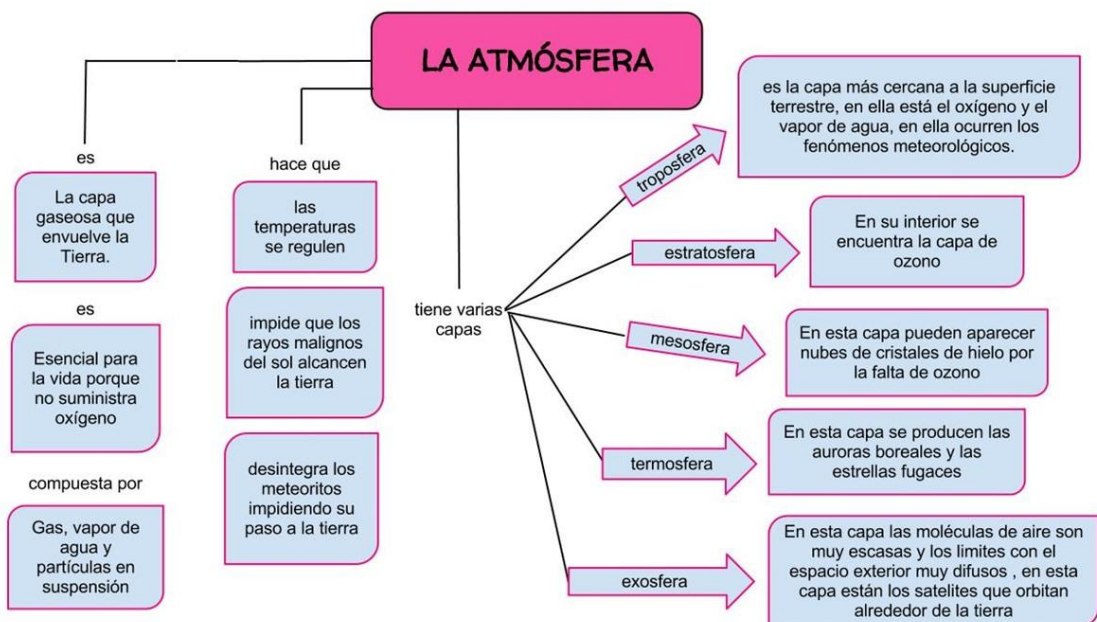 LA ATMÓSFERA
es
La capa
gaseosa que
envuelve la
Tierra.
es
Esencial para
la vida porque
no suministra
oxígeno
compuesta por
Gas, vapor de
agua y
partículas en
suspensión
hace que
las
temperaturas
se regulen
impide que los
rayos malignos
del sol alcancen
la tierra
desintegra los
meteoritos
impidiendo su
paso a la tierra
tiene varias
capas
troposfera
es la capa más cercana a la superficie
terrestre, en ella está el oxígeno y el
vapor de agua, en ella ocurren los
fenómenos meteorológicos.
estratosfera
En su interior se
encuentra la capa de
ozono
mesosfera
En esta capa pueden aparecer
nubes de cristales de hielo por
la falta de ozono
termosfera
En esta capa se producen las
auroras boreales y las
estrellas fugaces
exosfera
En esta capa las moléculas de aire son
muy escasas y los limites con el
espacio exterior muy difusos , en esta
capa están los satelites que orbitan
alrededor de la tierra